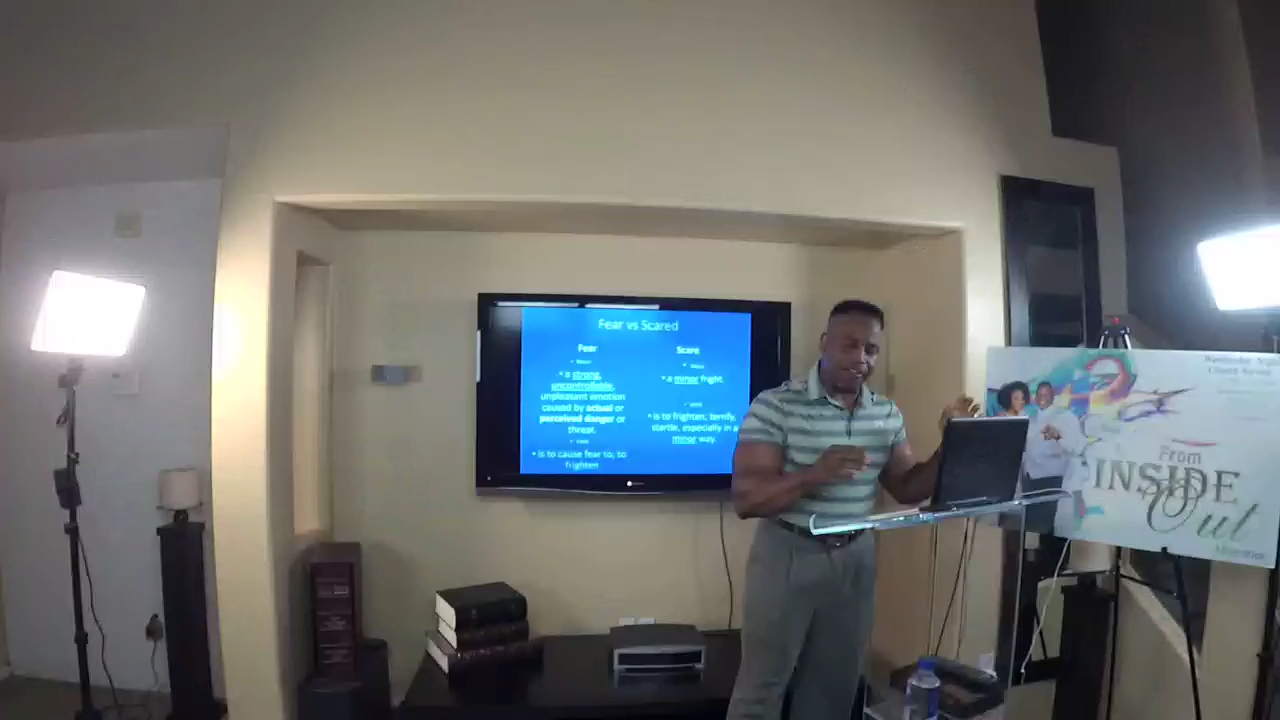 Fear vs Scared
Fear
• a strong,
uncontrollable,
unpleasant emotion
caused by actual or
perceived danger or
threat.
• is to cause fear to; to
frighten
Scare
• a minor fright.
• is to frighten, terrify,
startle, especially in a
minor way.
From
INSIDE
Out